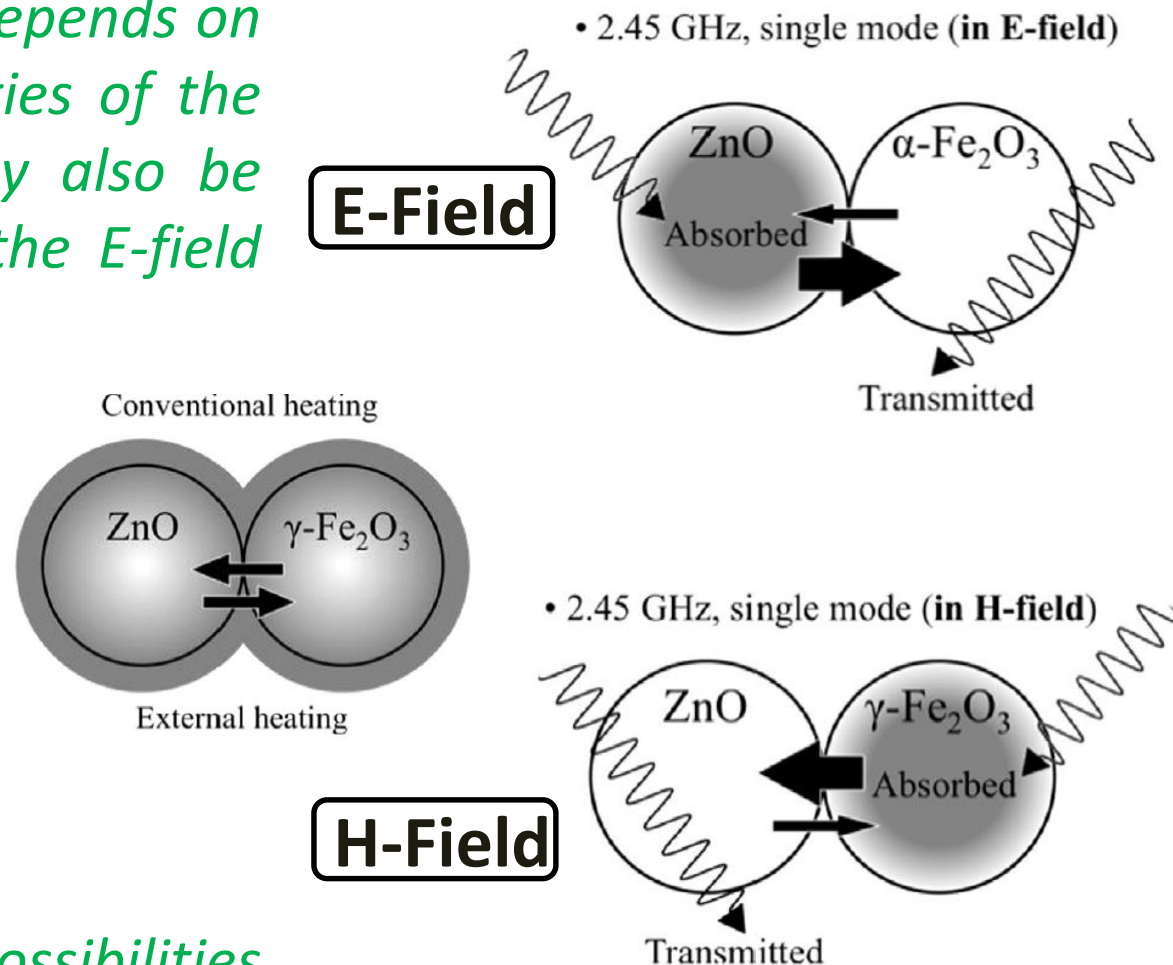 epends on
ties of the
y also be
the E-field
• 2.45 GHz, single mode (in E-field)
ZnO
α-Fe₂O₃
E-Field
Absorbed
Transmitted
Conventional heating
ZnO
γ-Fe₂O₃
External heating
• 2.45 GHz, single mode (in H-field)
ZnO
γ-Fe₂O₃
Absorbed
H-Field
Transmitted
ossibilities